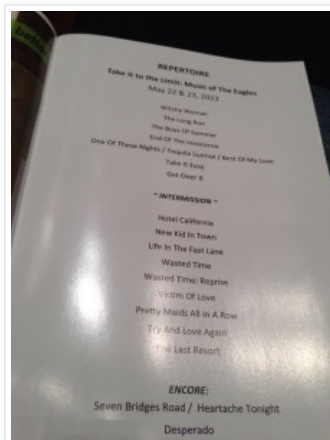 REPERTOIRE
Take it to the Limit: Music of The Eagles
May 22 & 23, 2013
Witchy Woman
The Long Run
The Boys Of Summer
End Of The Innocence
One Of These Nights / Tequila Sunrise / Best Of My Love
Take It Easy
Get Over It
~ INTERMISSION ~
Hotel California
New Kid In Town
Life In The Fast Lane
Wasted Time
Wasted Time: Reprise
Victim Of Love
Pretty Maids All In A Row
Try And Love Again
The Last Resort
ENCORE:
Seven Bridges Road / Heartache Tonight
Desperado